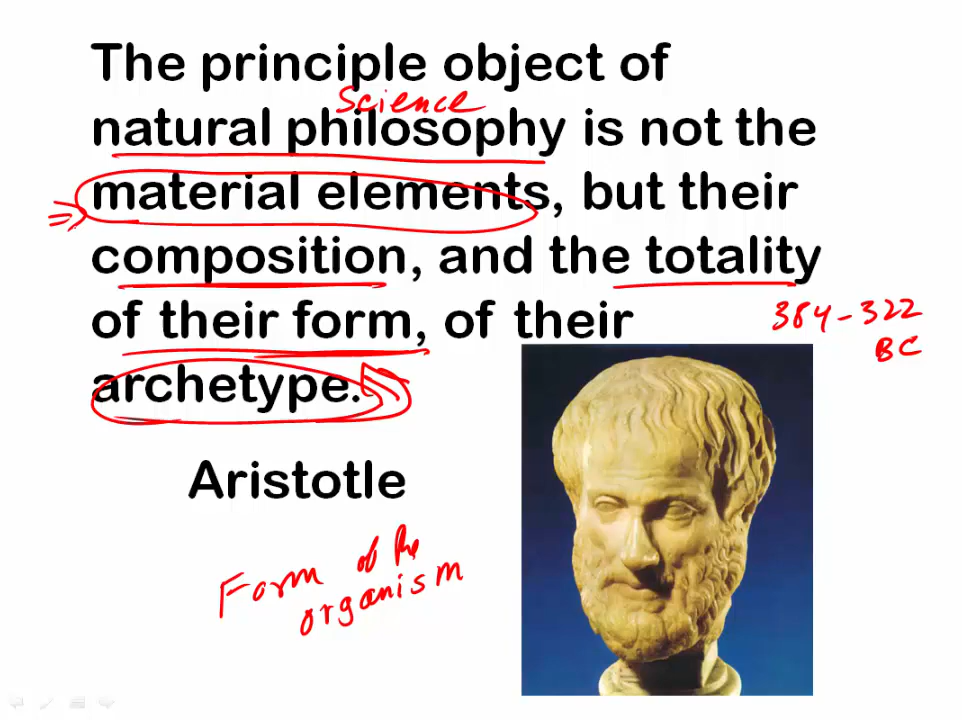 The principle object of
Science
natural philosophy is not the
material elements, but their
composition, and the totality
of their form, of their
384-322
BC
archetype.
Aristotle
Form of the
organism